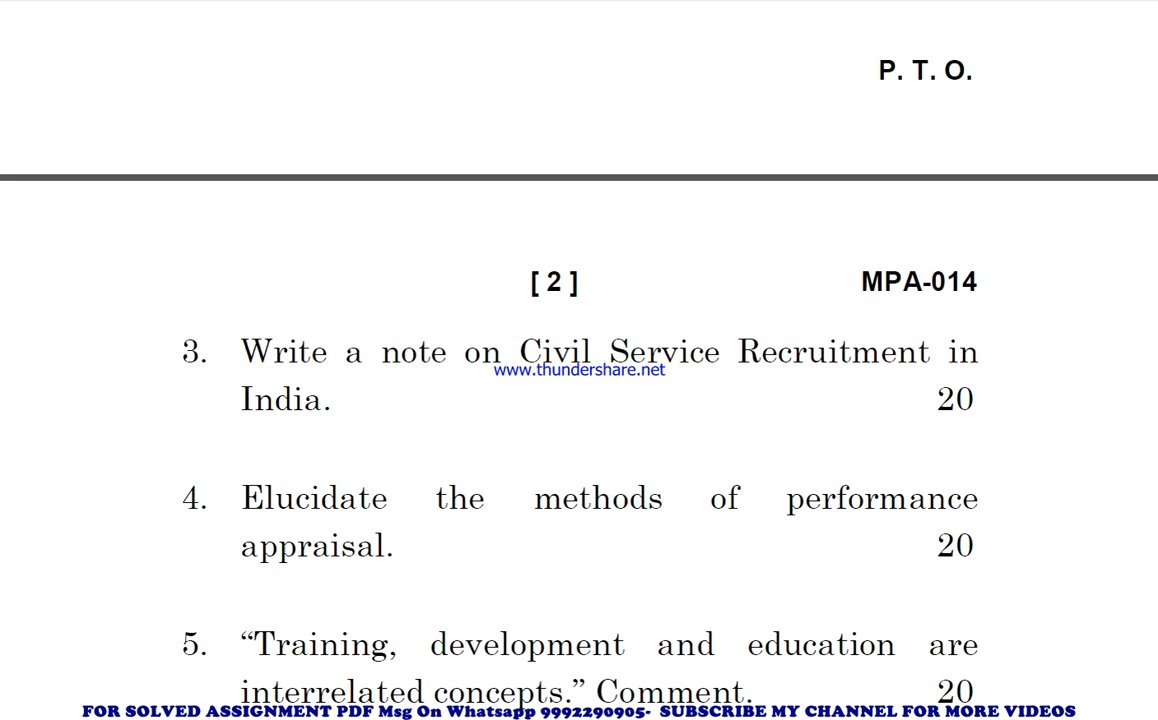 P. T. O.
[ 2 ] MPA-014
3. Write a note on Civil Service Recruitment in
www.thundershare.net
India. 20
4. Elucidate the methods of performance
appraisal. 20
5. “Training, development and education are
interrelated concepts.” Comment. 20
FOR SOLVED ASSIGNMENT PDF Msg On Whatsapp 9992290905- SUBSCRIBE MY CHANNEL FOR MORE VIDEOS